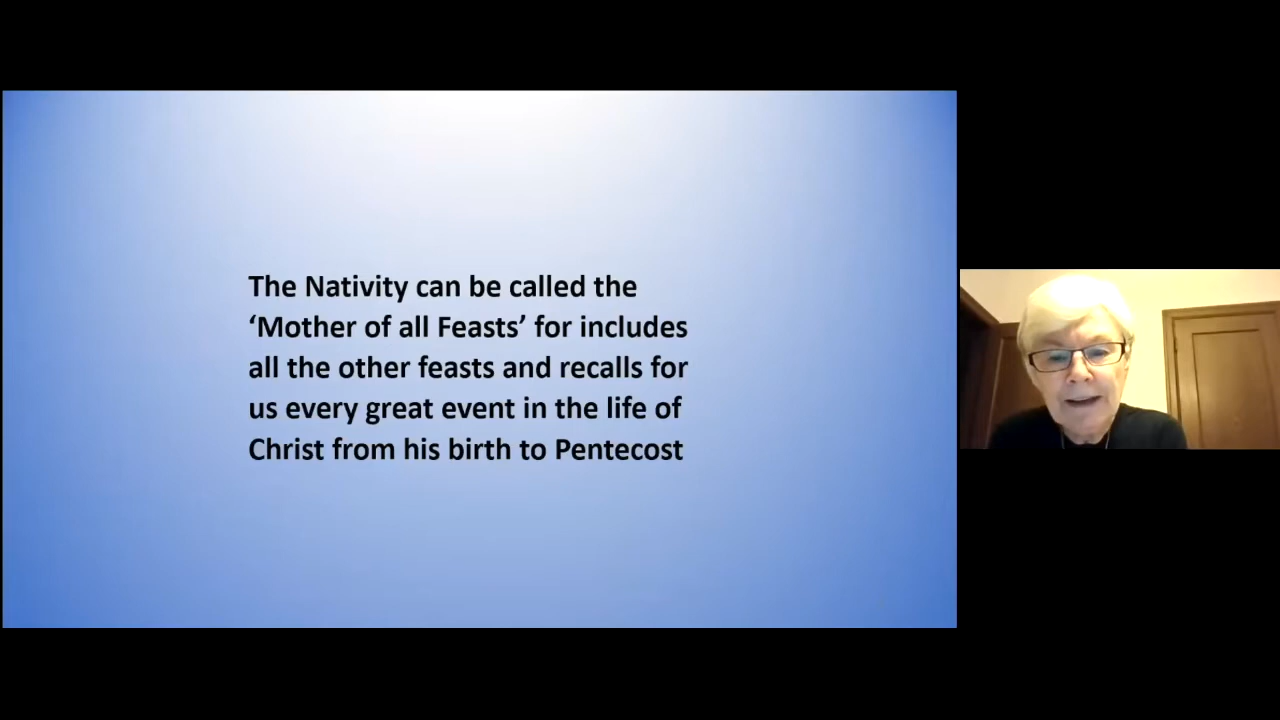 The Nativity can be called the
‘Mother of all Feasts’ for includes
all the other feasts and recalls for
us every great event in the life of
Christ from his birth to Pentecost